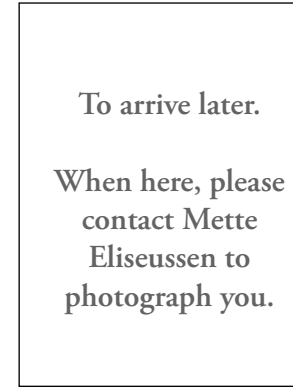 To arrive later.
When here, please
contact Mette
Eliseussen to
photograph you.